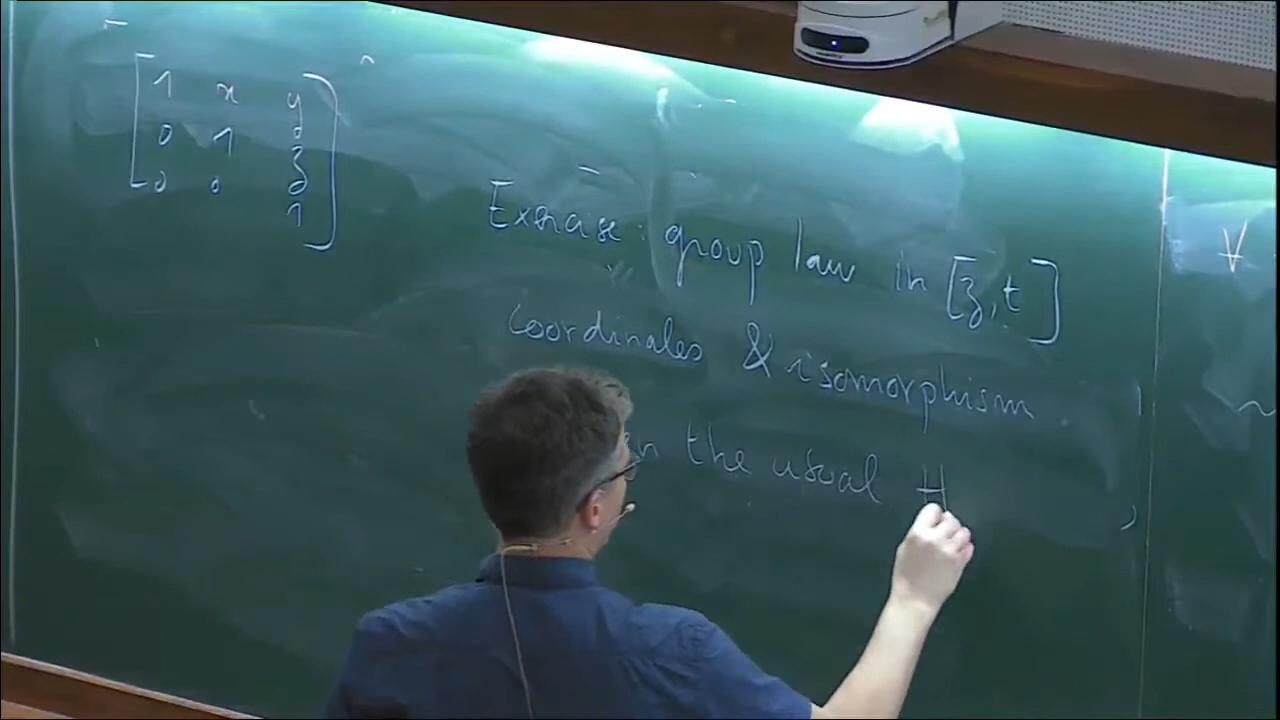 1 x y
0 1 z
0 0 1
Exercise: group law in [z, t]
coordinates & isomorphism
the usual H